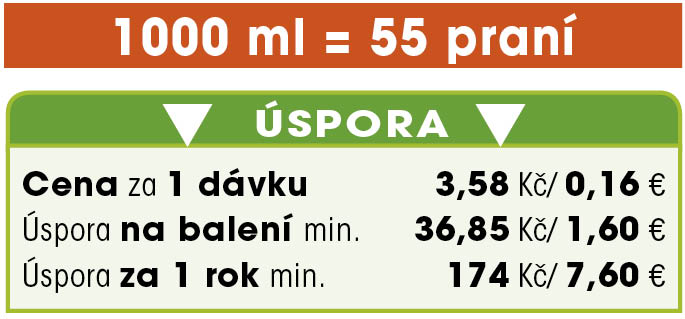 1000 ml = 55 praní
ÚSPORA
Cena za 1 dávku 3,58 Kč/ 0,16 €
Úspora na balení min. 36,85 Kč/ 1,60 €
Úspora za 1 rok min. 174 Kč/ 7,60 €